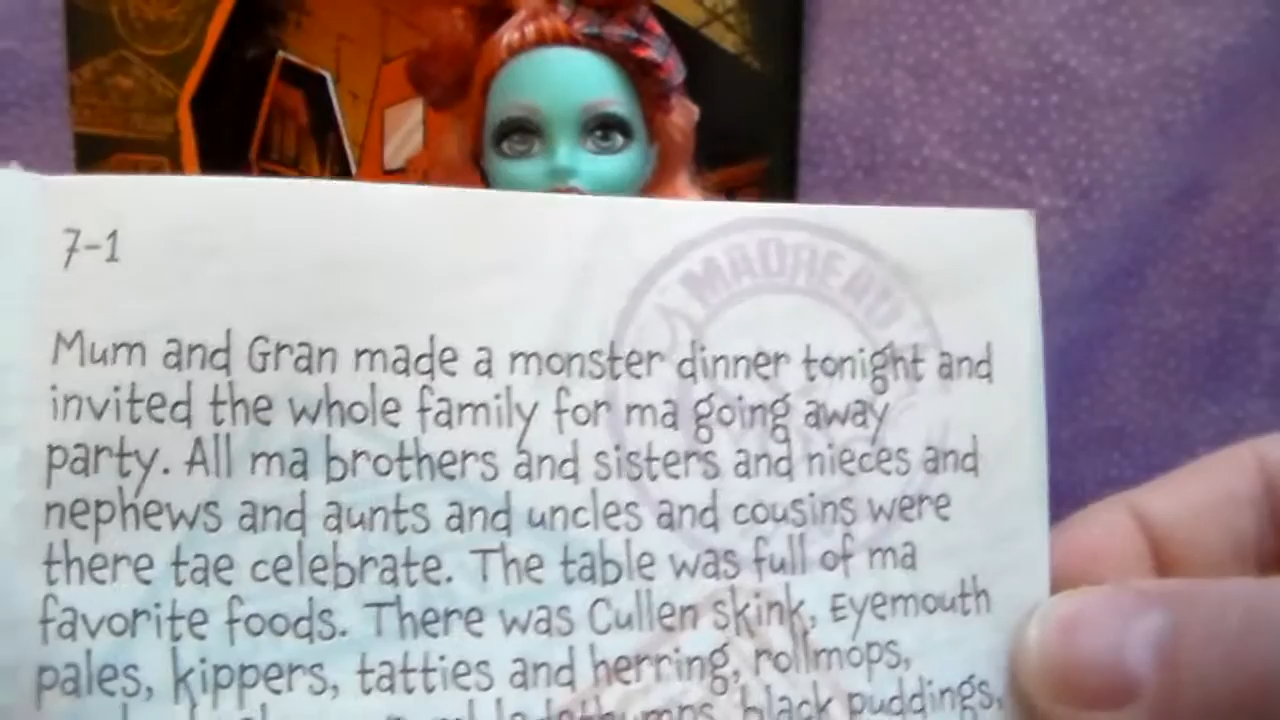 7-1
MADREAD
Mum and Gran made a monster dinner tonight and
invited the whole family for ma going away
party. All ma brothers and sisters and nieces and
nephews and aunts and uncles and cousins were
there tae celebrate. The table was full of ma
favorite foods. There was Cullen skink, Eyemouth
pales, kippers, tatties and herring, rollmops,
black puddings,